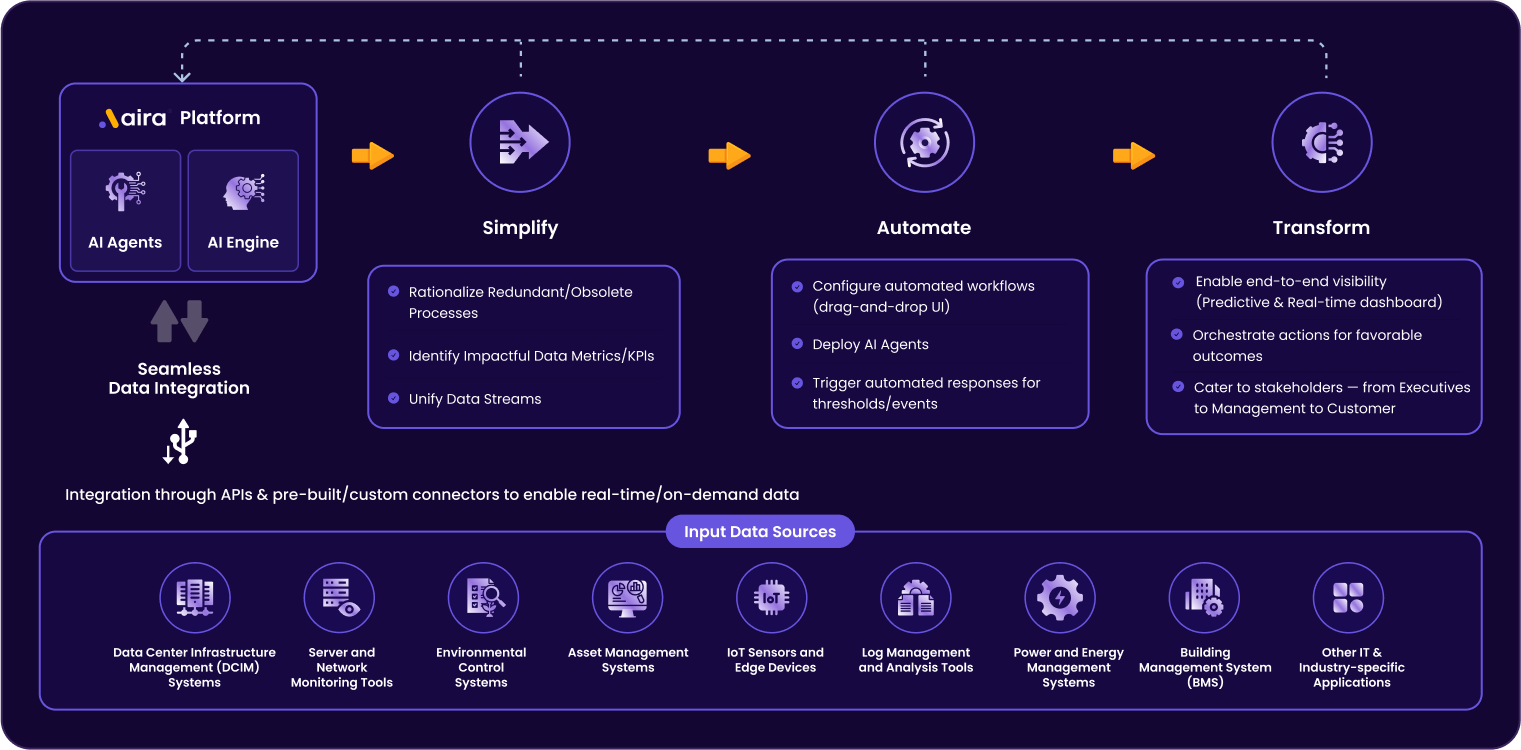 aira Platform
AI Agents
AI Engine
Seamless
Data Integration
Simplify
Rationalize Redundant/Obsolete
Processes
Identify Impactful Data Metrics/KPIs
Unify Data Streams
Automate
Configure automated workflows
(drag-and-drop UI)
Deploy AI Agents
Trigger automated responses for
thresholds/events
Transform
Enable end-to-end visibility
(Predictive & Real-time dashboard)
Orchestrate actions for favorable
outcomes
Cater to stakeholders — from Executives
to Management to Customer
Integration through APIs & pre-built/custom connectors to enable real-time/on-demand data
Input Data Sources
Data Center Infrastructure
Management (DCIM)
Systems
Server and
Network
Monitoring Tools
Environmental
Control
Systems
Asset Management
Systems
IoT
IoT Sensors and
Edge Devices
Log Management
and Analysis Tools
Power and Energy
Management
Systems
Building
Management System
(BMS)
Other IT &
Industry-specific
Applications